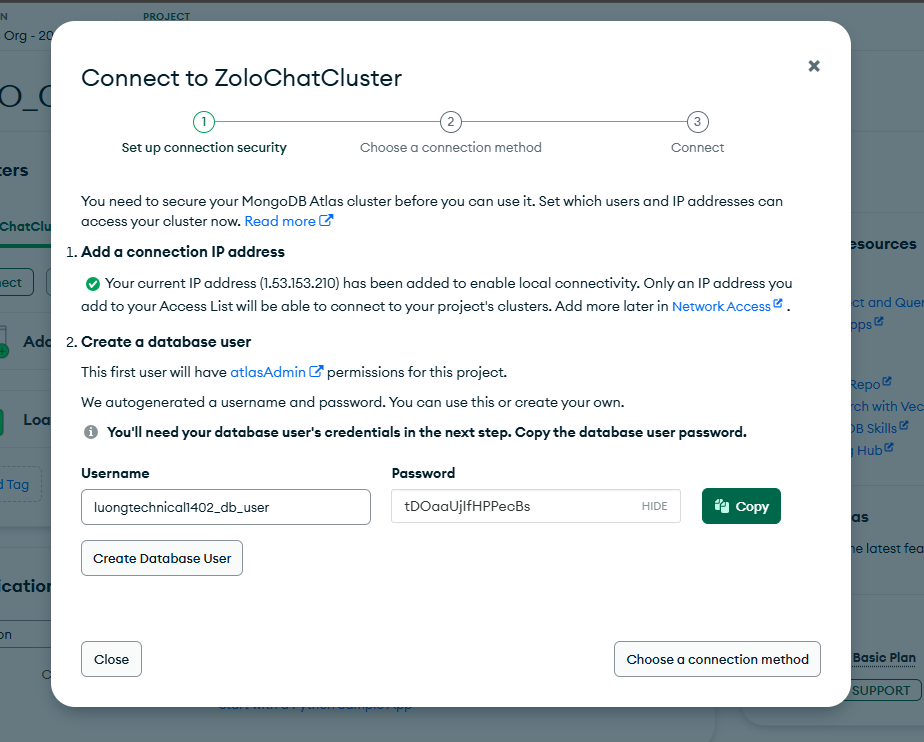 PROJECT
Org - 20
Connect to ZoloChatCluster
1
2
3
Set up connection security
Choose a connection method
Connect
You need to secure your MongoDB Atlas cluster before you can use it. Set which users and IP addresses can
access your cluster now. Read more
1. Add a connection IP address
Your current IP address (1.53.153.210) has been added to enable local connectivity. Only an IP address you
add to your Access List will be able to connect to your project's clusters. Add more later in Network Access .
2. Create a database user
This first user will have atlasAdmin permissions for this project.
We autogenerated a username and password. You can use this or create your own.
You'll need your database user's credentials in the next step. Copy the database user password.
Username
Password
luongtechnical1402_db_user
tDOaaUjlfHPPecBs
HIDE
Copy
Create Database User
Close
Choose a connection method
ters
ChatClu
ect
Add
Loa
d Tag
ication
on
esources
ct and Quer
pps
Repo
rch with Vec
DB Skills
g Hub
as
he latest fea
Basic Plan
SUPPORT
Start with a Python Sample App